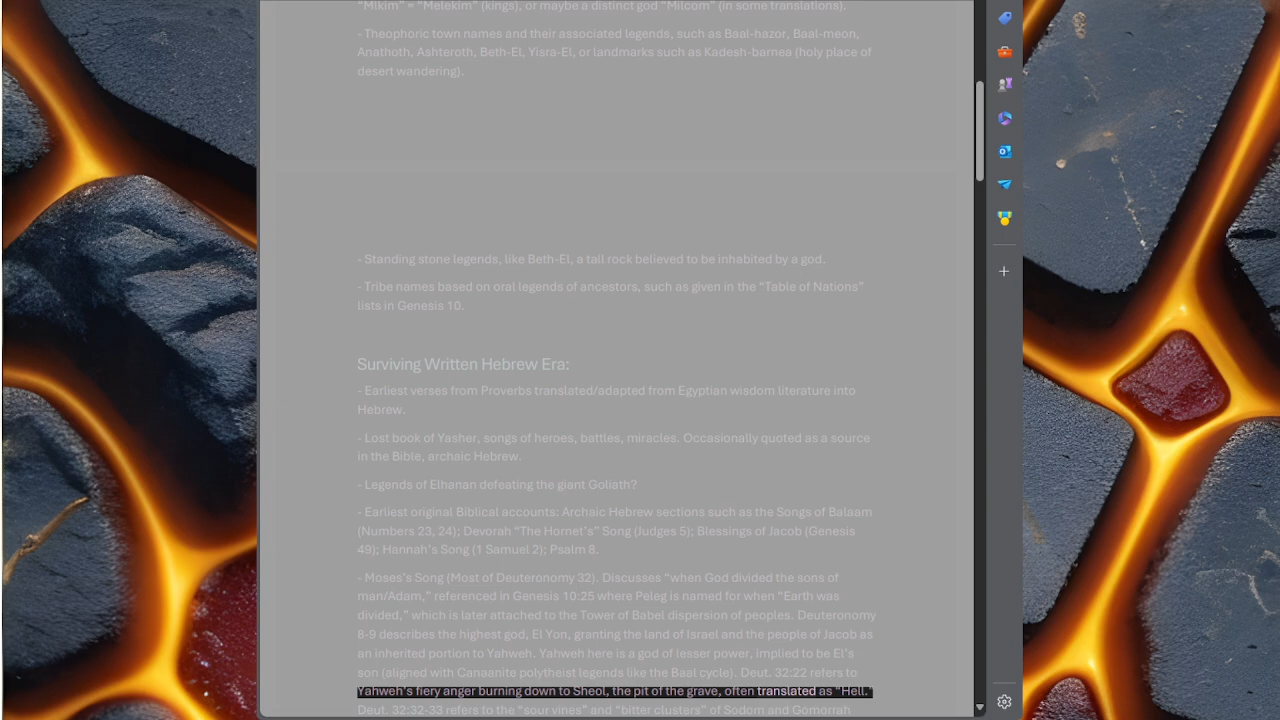 "Mikim" = "Melekim" (kings), or maybe a distinct god "Milcom" (in some translations).
- Theophoric town names and their associated legends, such as Baal-hazor, Baal-meon,
Anathoth, Ashteroth, Beth-El, Yisra-El, or landmarks such as Kadesh-barnea (holy place of
desert wandering).
- Standing stone legends, like Beth-El, a tall rock believed to be inhabited by a god.
- Tribe names based on oral legends of ancestors, such as given in the "Table of Nations"
lists in Genesis 10.
Surviving Written Hebrew Era:
- Earliest verses from Proverbs translated/adapted from Egyptian wisdom literature into
Hebrew.
- Lost book of Yasher, songs of heroes, battles, miracles. Occasionally quoted as a source
in the Bible, archaic Hebrew.
- Legends of Elhanan defeating the giant Goliath?
- Earliest original Biblical accounts: Archaic Hebrew sections such as the Songs of Balaam
(Numbers 23, 24); Devorah "The Hornet's" Song (Judges 5); Blessings of Jacob (Genesis
49); Hannah's Song (1 Samuel 2); Psalm 8.
- Moses's Song (Most of Deuteronomy 32). Discusses "when God divided the sons of
man/Adam," referenced in Genesis 10:25 where Peleg is named for when "Earth was
divided," which is later attached to the Tower of Babel dispersion of peoples. Deuteronomy
8-9 describes the highest god, El Yon, granting the land of Israel and the people of Jacob as
an inherited portion to Yahweh. Yahweh here is a god of lesser power, implied to be El's
son (aligned with Canaanite polytheist legends like the Baal cycle). Deut. 32:22 refers to
Yahweh's fiery anger burning down to Sheol, the pit of the grave, often translated as "Hell."
Deut. 32:32-33 refers to the "sour vines" and "bitter clusters" of Sodom and Gomorrah